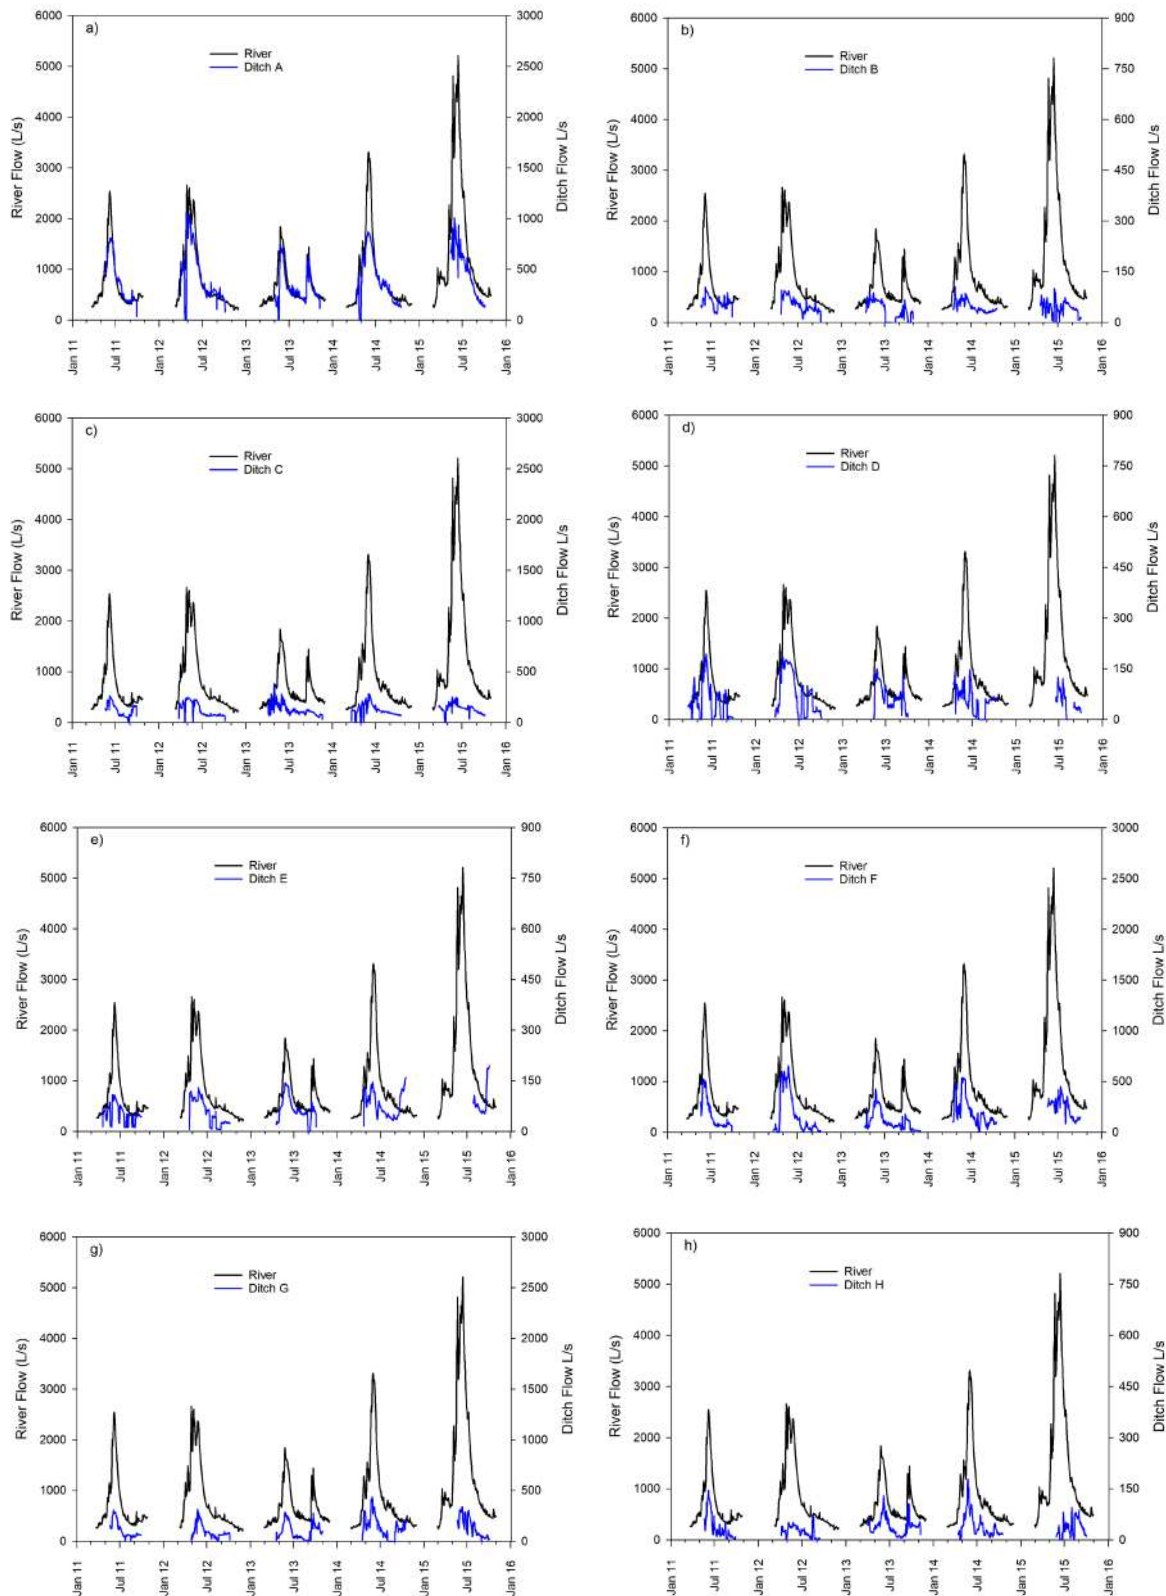 a)
River
Ditch A
River Flow (L/s)
Ditch Flow L/s
6000
5000
4000
3000
2000
1000
0
3000
2500
2000
1500
1000
500
0
Jan 11
Jul 11
Jan 12
Jul 12
Jan 13
Jul 13
Jan 14
Jul 14
Jan 15
Jul 15
Jan 16
b)
River
Ditch B
River Flow (L/s)
Ditch Flow L/s
6000
5000
4000
3000
2000
1000
0
900
750
600
450
300
150
0
Jan 11
Jul 11
Jan 12
Jul 12
Jan 13
Jul 13
Jan 14
Jul 14
Jan 15
Jul 15
Jan 16
c)
River
Ditch C
River Flow (L/s)
Ditch Flow L/s
6000
5000
4000
3000
2000
1000
0
3000
2500
2000
1500
1000
500
0
Jan 11
Jul 11
Jan 12
Jul 12
Jan 13
Jul 13
Jan 14
Jul 14
Jan 15
Jul 15
Jan 16
d)
River
Ditch D
River Flow (L/s)
Ditch Flow L/s
6000
5000
4000
3000
2000
1000
0
900
750
600
450
300
150
0
Jan 11
Jul 11
Jan 12
Jul 12
Jan 13
Jul 13
Jan 14
Jul 14
Jan 15
Jul 15
Jan 16
e)
River
Ditch E
River Flow (L/s)
Ditch Flow L/s
6000
5000
4000
3000
2000
1000
0
900
750
600
450
300
150
0
Jan 11
Jul 11
Jan 12
Jul 12
Jan 13
Jul 13
Jan 14
Jul 14
Jan 15
Jul 15
Jan 16
f)
River
Ditch F
River Flow (L/s)
Ditch Flow L/s
6000
5000
4000
3000
2000
1000
0
3000
2500
2000
1500
1000
500
0
Jan 11
Jul 11
Jan 12
Jul 12
Jan 13
Jul 13
Jan 14
Jul 14
Jan 15
Jul 15
Jan 16
g)
River
Ditch G
River Flow (L/s)
Ditch Flow L/s
6000
5000
4000
3000
2000
1000
0
3000
2500
2000
1500
1000
500
0
Jan 11
Jul 11
Jan 12
Jul 12
Jan 13
Jul 13
Jan 14
Jul 14
Jan 15
Jul 15
Jan 16
h)
River
Ditch H
River Flow (L/s)
Ditch Flow L/s
6000
5000
4000
3000
2000
1000
0
900
750
600
450
300
150
0
Jan 11
Jul 11
Jan 12
Jul 12
Jan 13
Jul 13
Jan 14
Jul 14
Jan 15
Jul 15
Jan 16